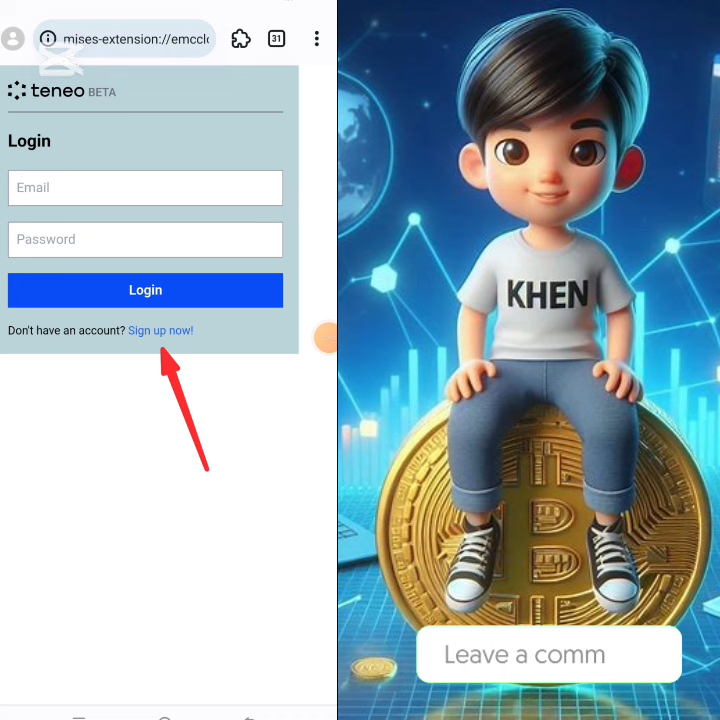 mises-extension://emccl
31
teneo BETA
Login
Email
Password
Login
Don't have an account? Sign up now!
KHEN
B
Leave a comm